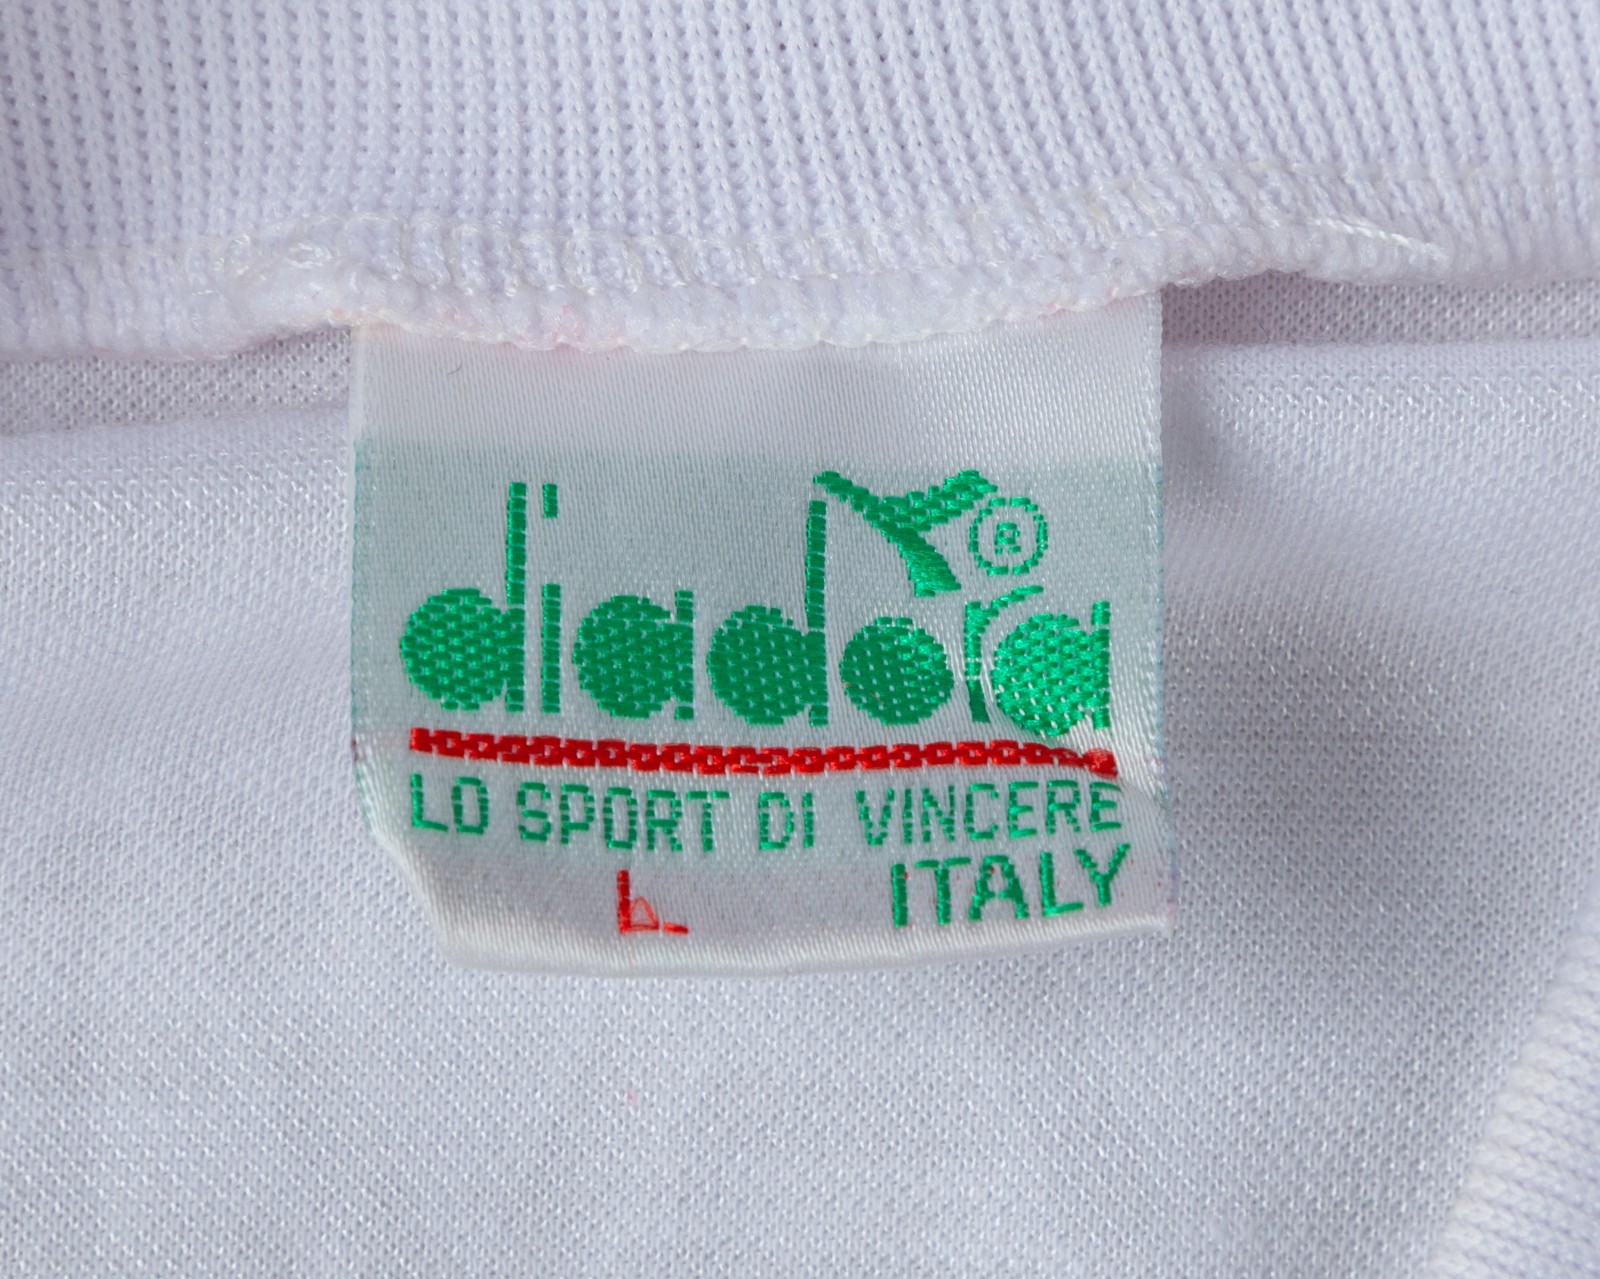 diadora ®
LO SPORT DI VINCERE
ITALY